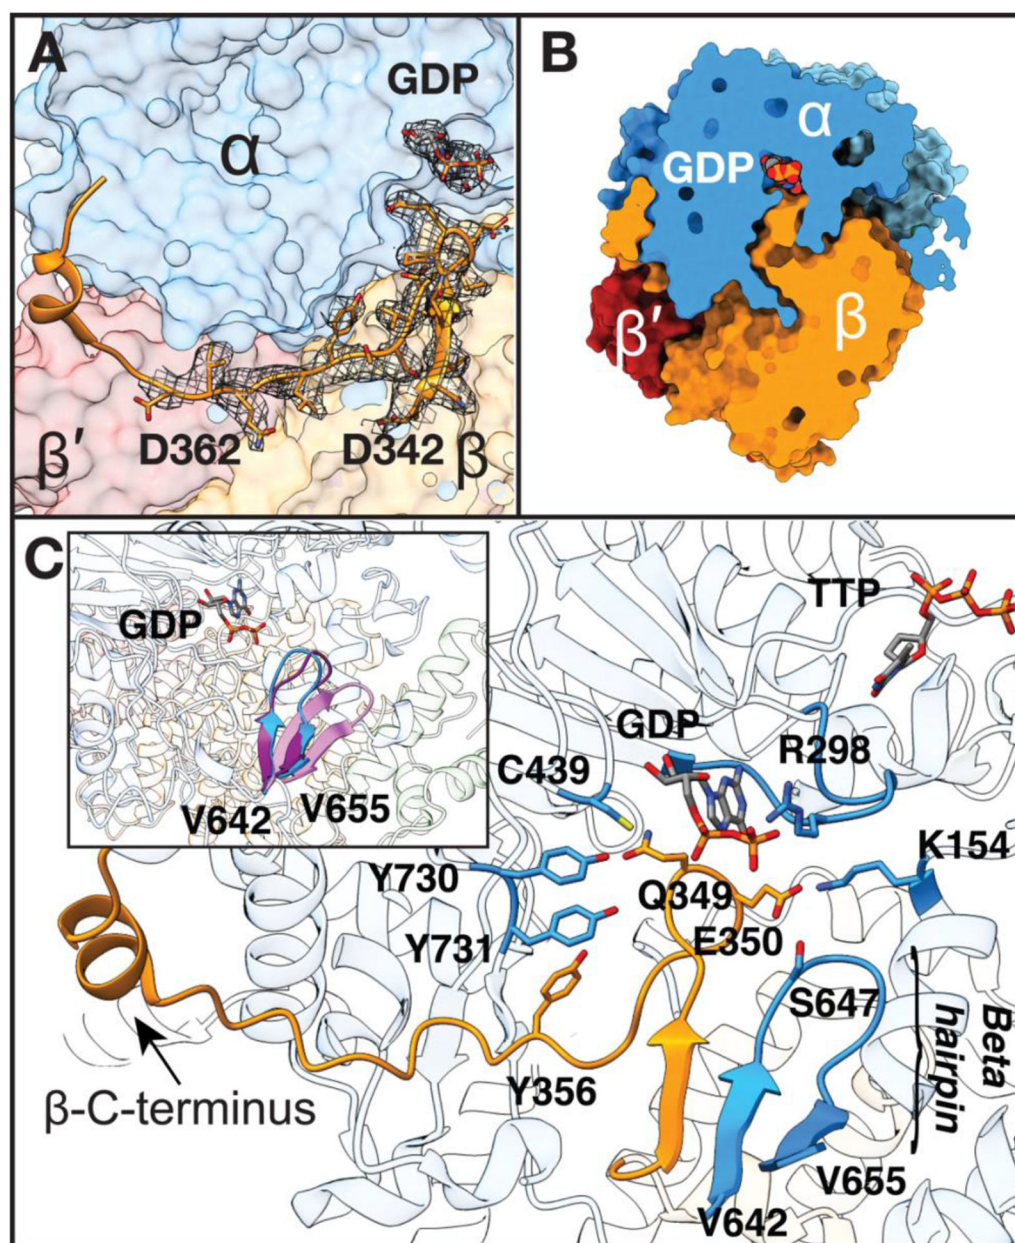 A
GDP
α
β′
D362
D342
β
B
α
GDP
β′
β
C
GDP
V642
V655
TTP
GDP
R298
C439
K154
Y730
Q349
Y731
E350
S647
Beta
hairpin
Y356
β-C-terminus
V655
V642